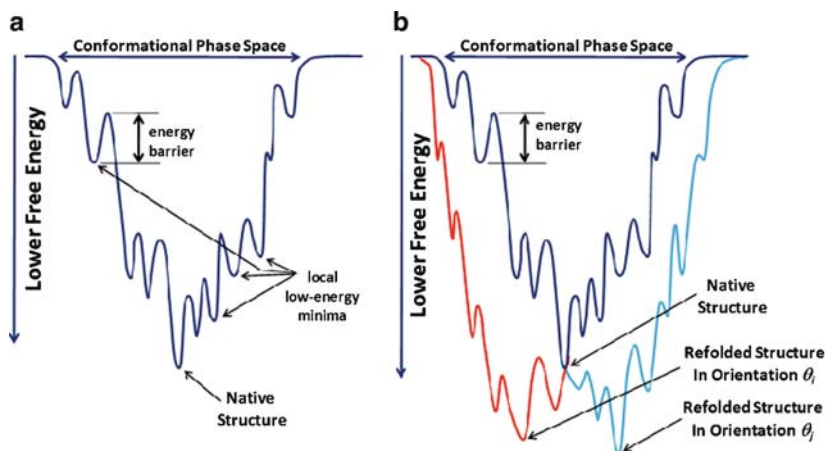 a
Conformational Phase Space
Lower Free Energy
energy
barrier
local
low-energy
minima
Native
Structure
b
Conformational Phase Space
Lower Free Energy
energy
barrier
Native
Structure
Refolded Structure
In Orientation θi
Refolded Structure
In Orientation θj